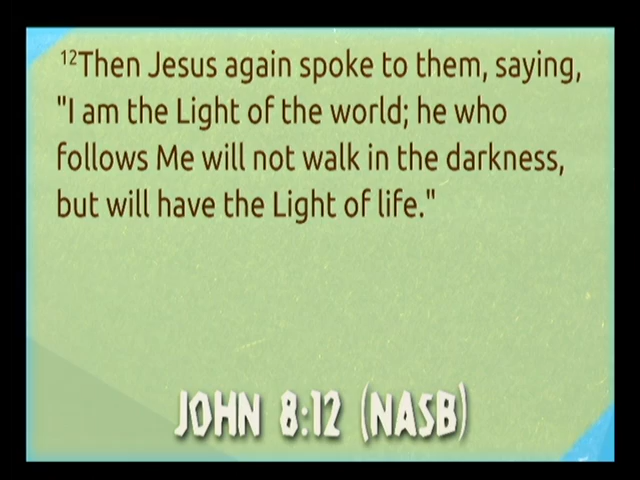 ¹²Then Jesus again spoke to them, saying,
"I am the Light of the world; he who
follows Me will not walk in the darkness,
but will have the Light of life."
JOHN 8:12 (NASB)